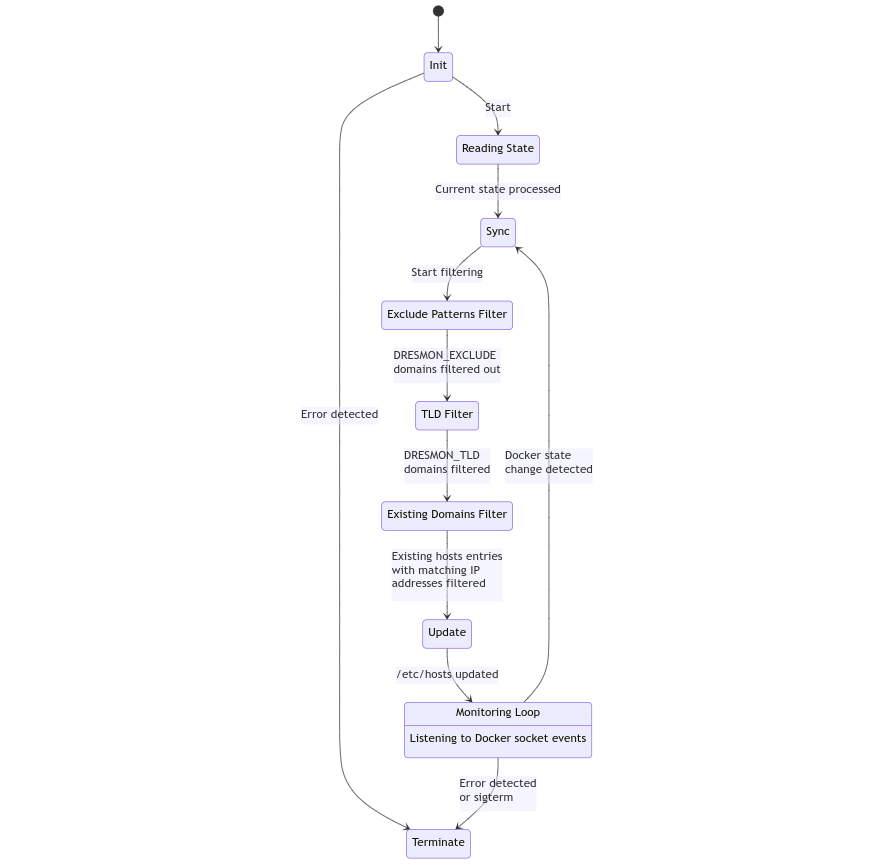 Init
Start
Reading State
Current state processed
Sync
Start filtering
Exclude Patterns Filter
DRESMON_EXCLUDE
domains filtered out
TLD Filter
Error detected
DRESMON_TLD
domains filtered
Docker state
change detected
Existing Domains Filter
Existing hosts entries
with matching IP
addresses filtered
Update
/etc/hosts updated
Monitoring Loop
Listening to Docker socket events
Error detected
or sigterm
Terminate